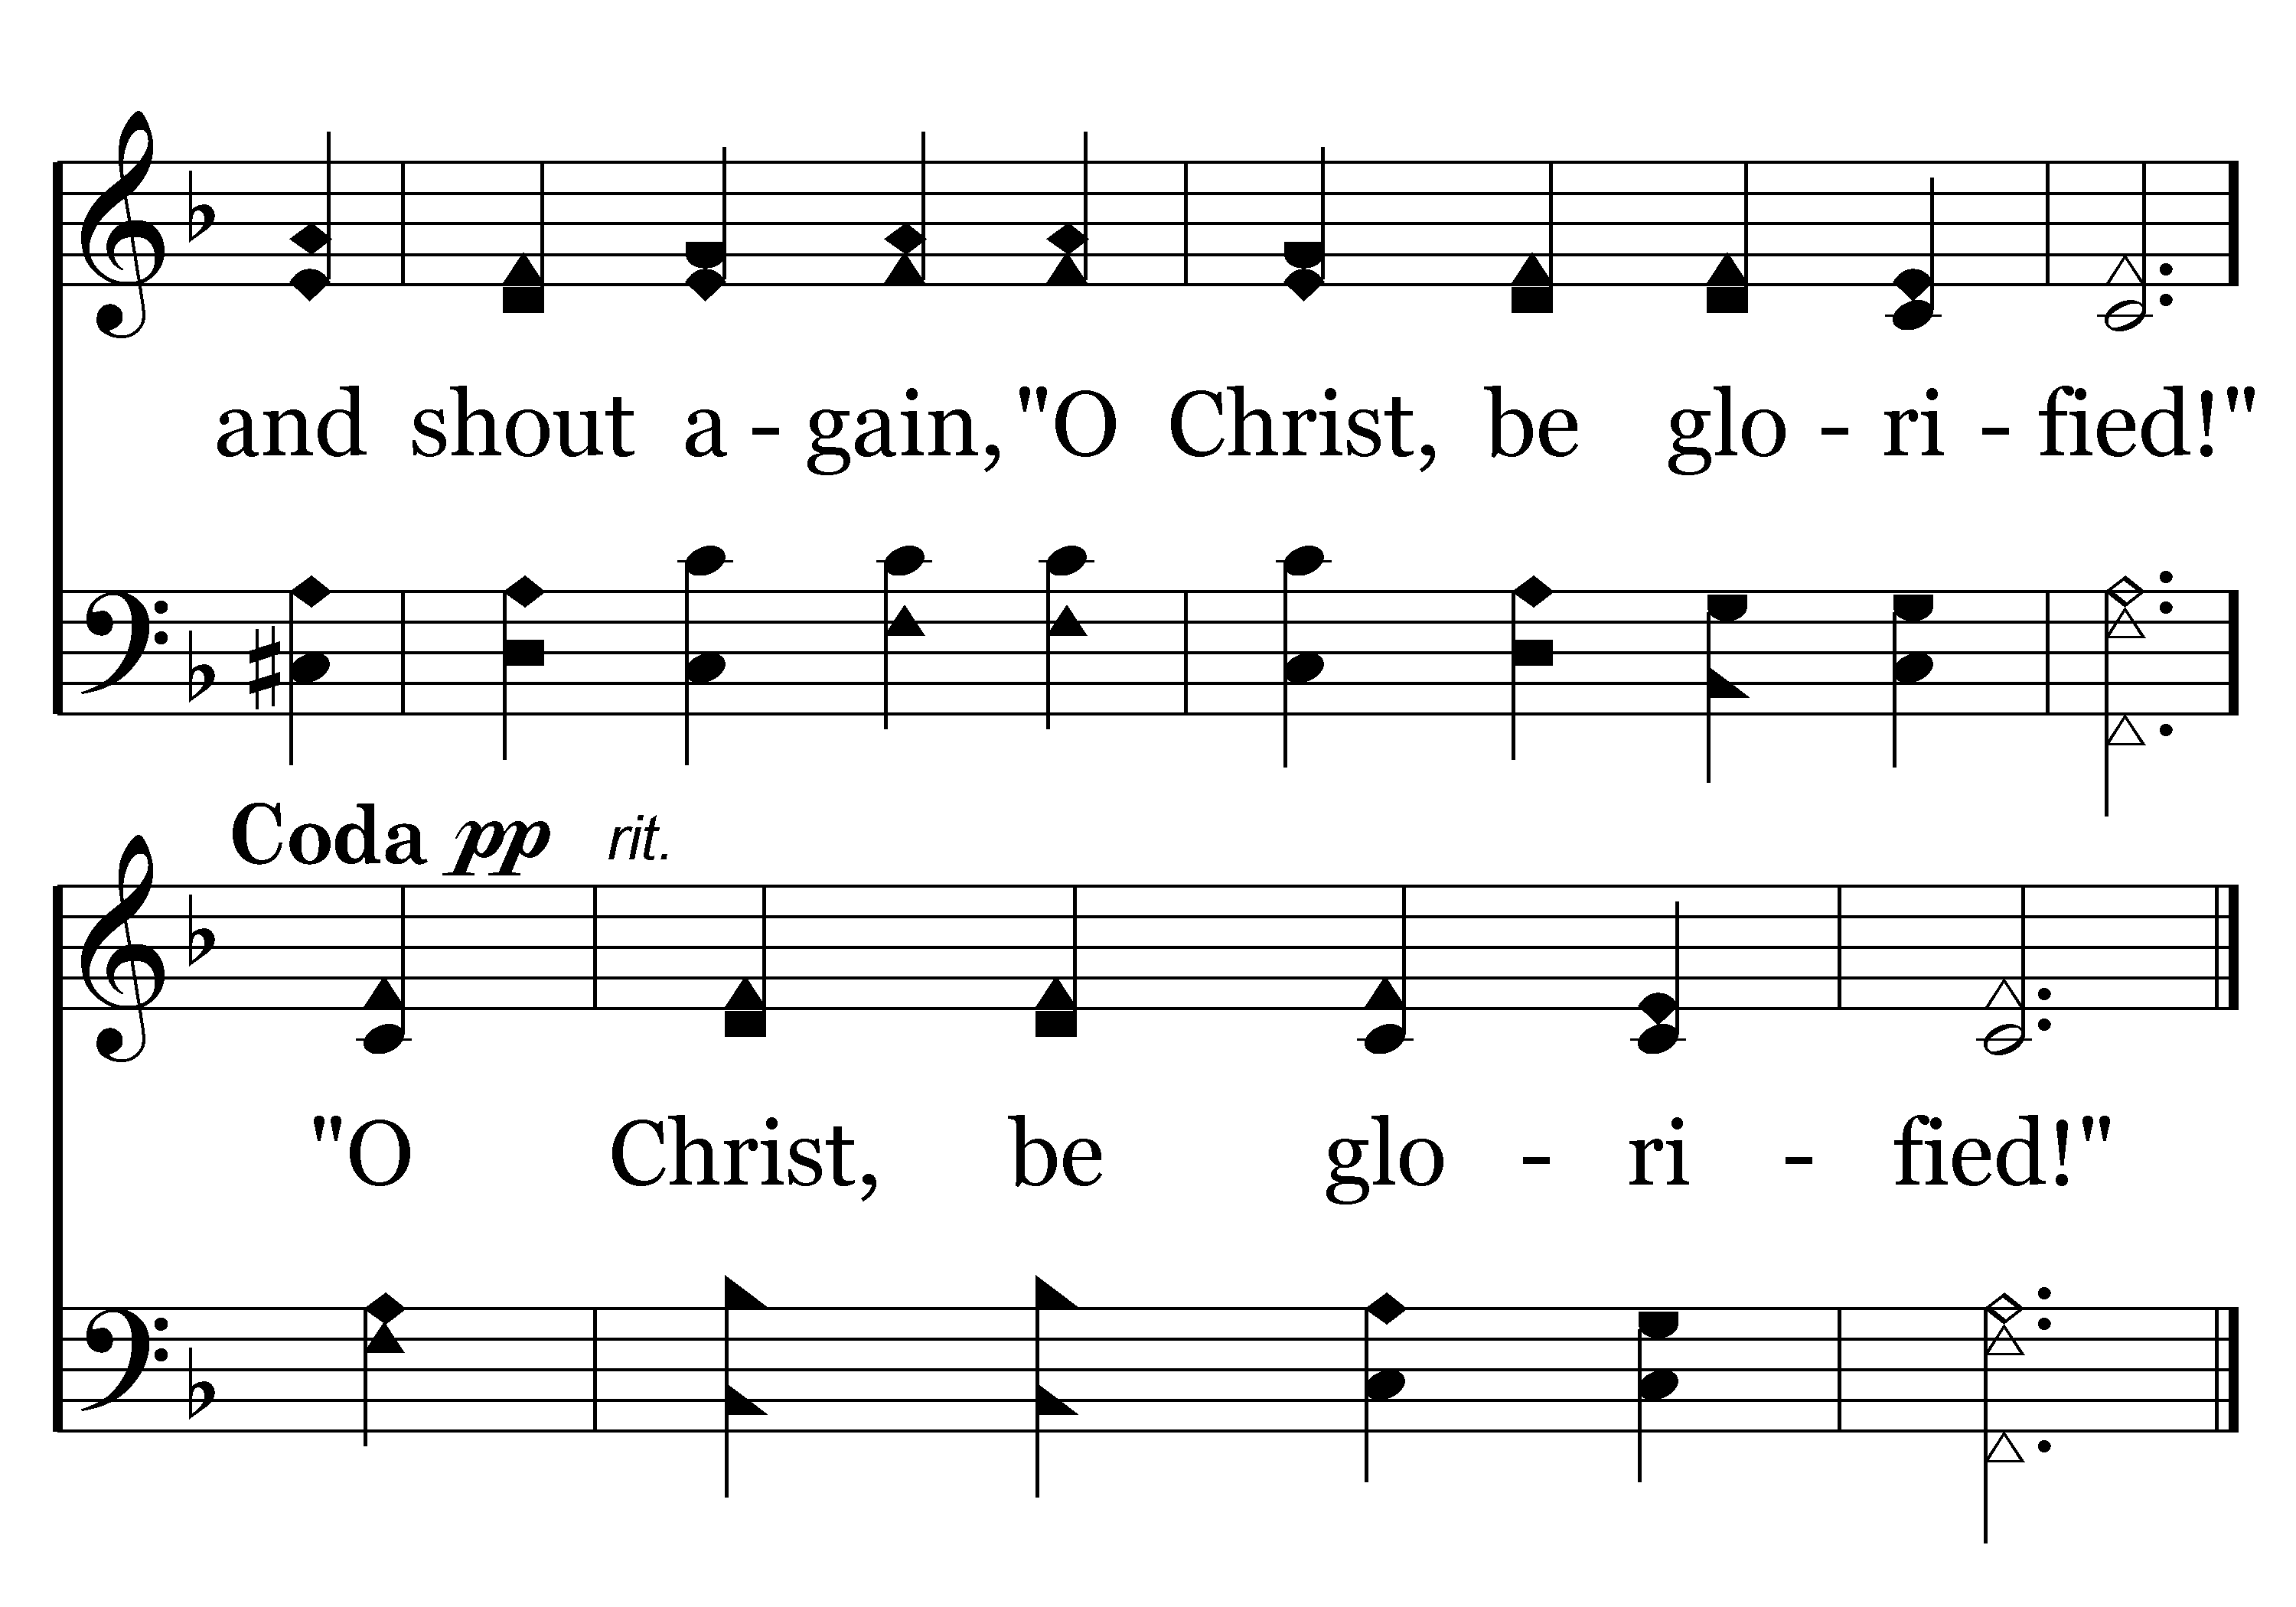 and shout a - gain, "O Christ, be glo - ri - fied!"
Coda pp rit.
"O Christ, be glo - ri - fied!"